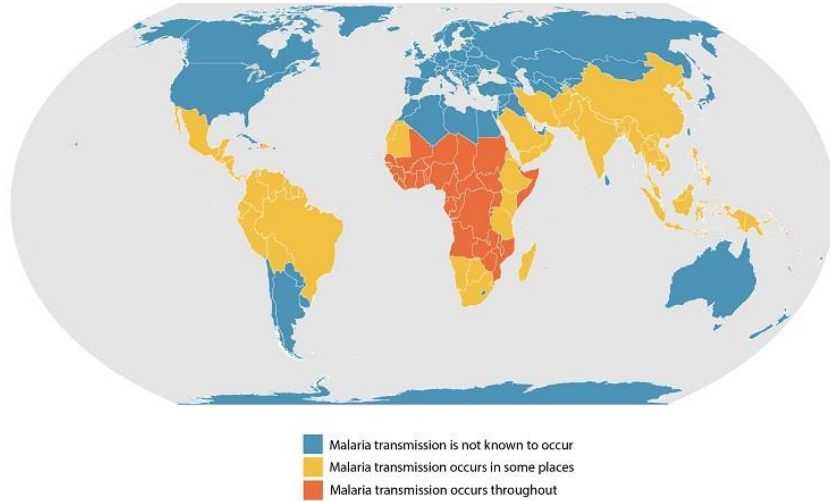 Malaria transmission is not known to occur
Malaria transmission occurs in some places
Malaria transmission occurs throughout